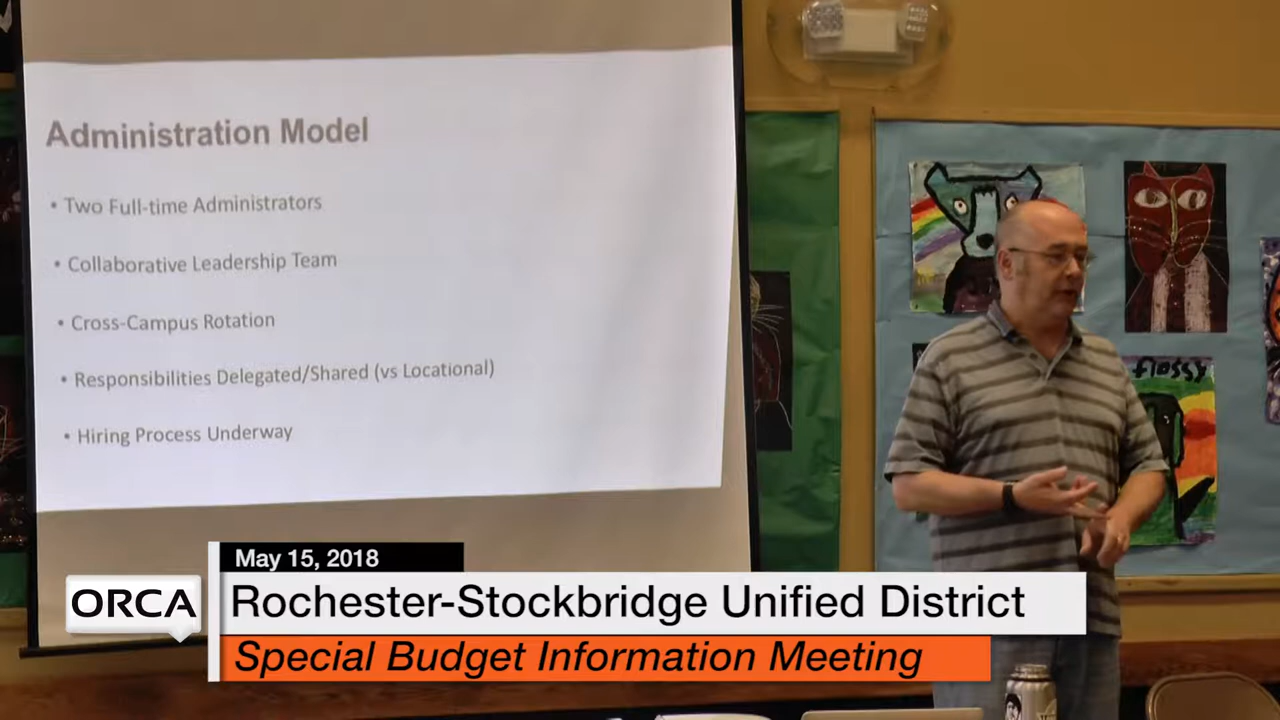 Administration Model
• Two Full-time Administrators
• Collaborative Leadership Team
• Cross-Campus Rotation
• Responsibilities Delegated/Shared (vs Locational)
• Hiring Process Underway
May 15, 2018
ORCA
Rochester-Stockbridge Unified District
Special Budget Information Meeting